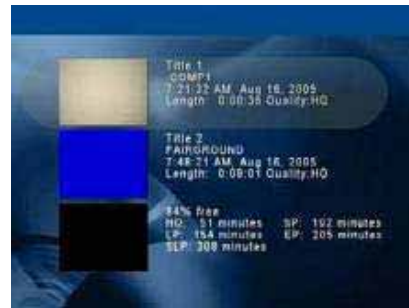 Title 1
COMP1
7:21:32 AM Aug 16, 2005
Length: 0:00:36 Quality:HQ
Title 2
FAIRGROUND
7:48:21 AM Aug 16, 2005
Length: 0:09:01 Quality:HQ
84% free
HQ: 51 minutes SP: 102 minutes
LP: 154 minutes EP: 205 minutes
SLP: 308 minutes